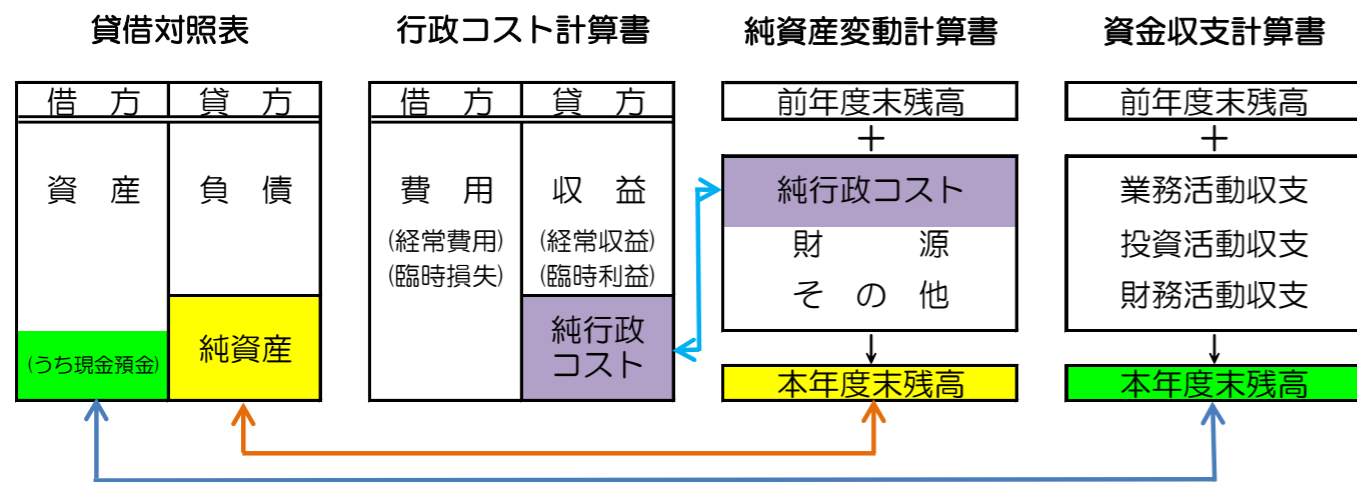 貸借対照表
借　方
貸　方
資　産
負　債
(うち現金預金)
純資産
行政コスト計算書
借　方
貸　方
費　用
収　益
(経常費用)
(経常収益)
(臨時損失)
(臨時利益)
純行政
コスト
純資産変動計算書
前年度末残高
＋
純行政コスト
財　　　源
そ　の　他
本年度末残高
資金収支計算書
前年度末残高
＋
業務活動収支
投資活動収支
財務活動収支
本年度末残高